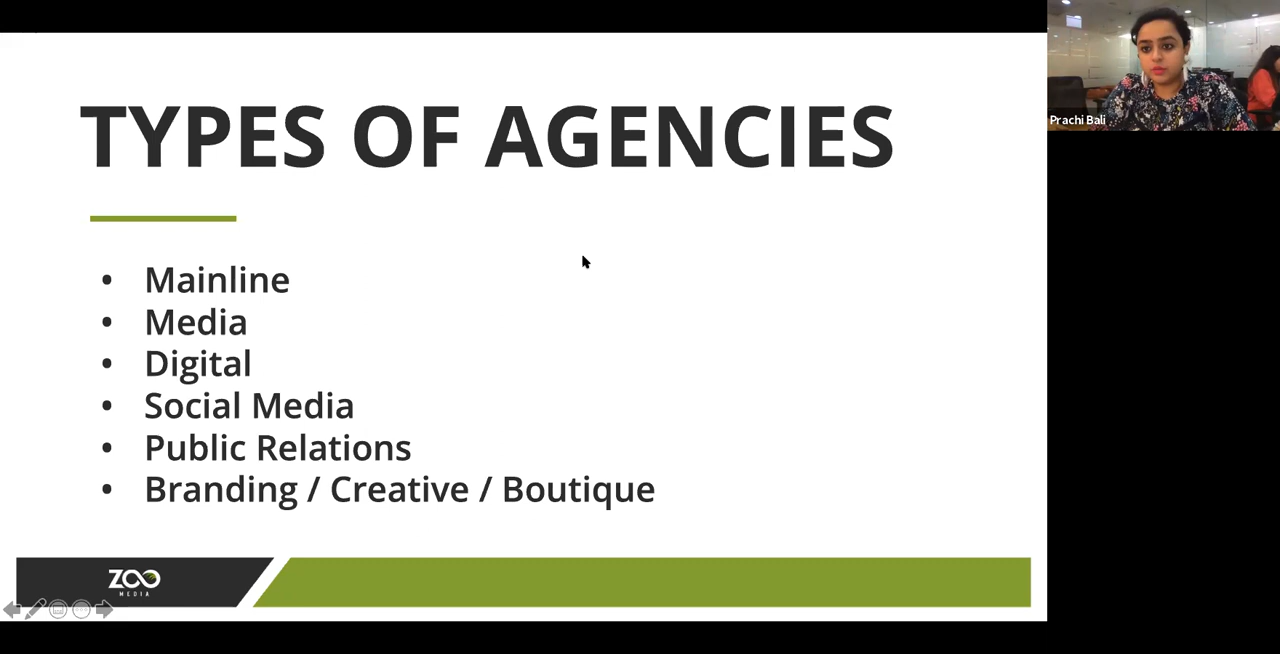 TYPES OF AGENCIES
• Mainline
• Media
• Digital
• Social Media
• Public Relations
• Branding / Creative / Boutique
ZOO
MEDIA
Prachi Bali